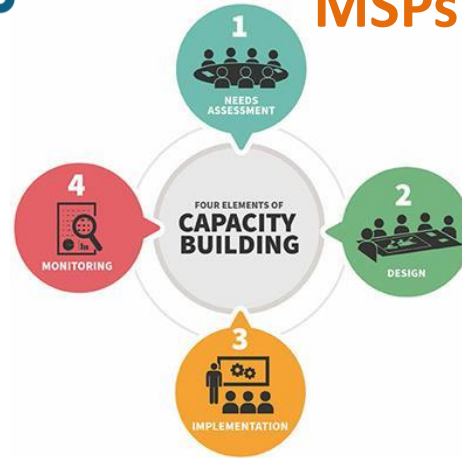 MSPs
1
NEEDS
ASSESSMENT
4
MONITORING
FOUR ELEMENTS OF
CAPACITY
BUILDING
2
DESIGN
3
IMPLEMENTATION